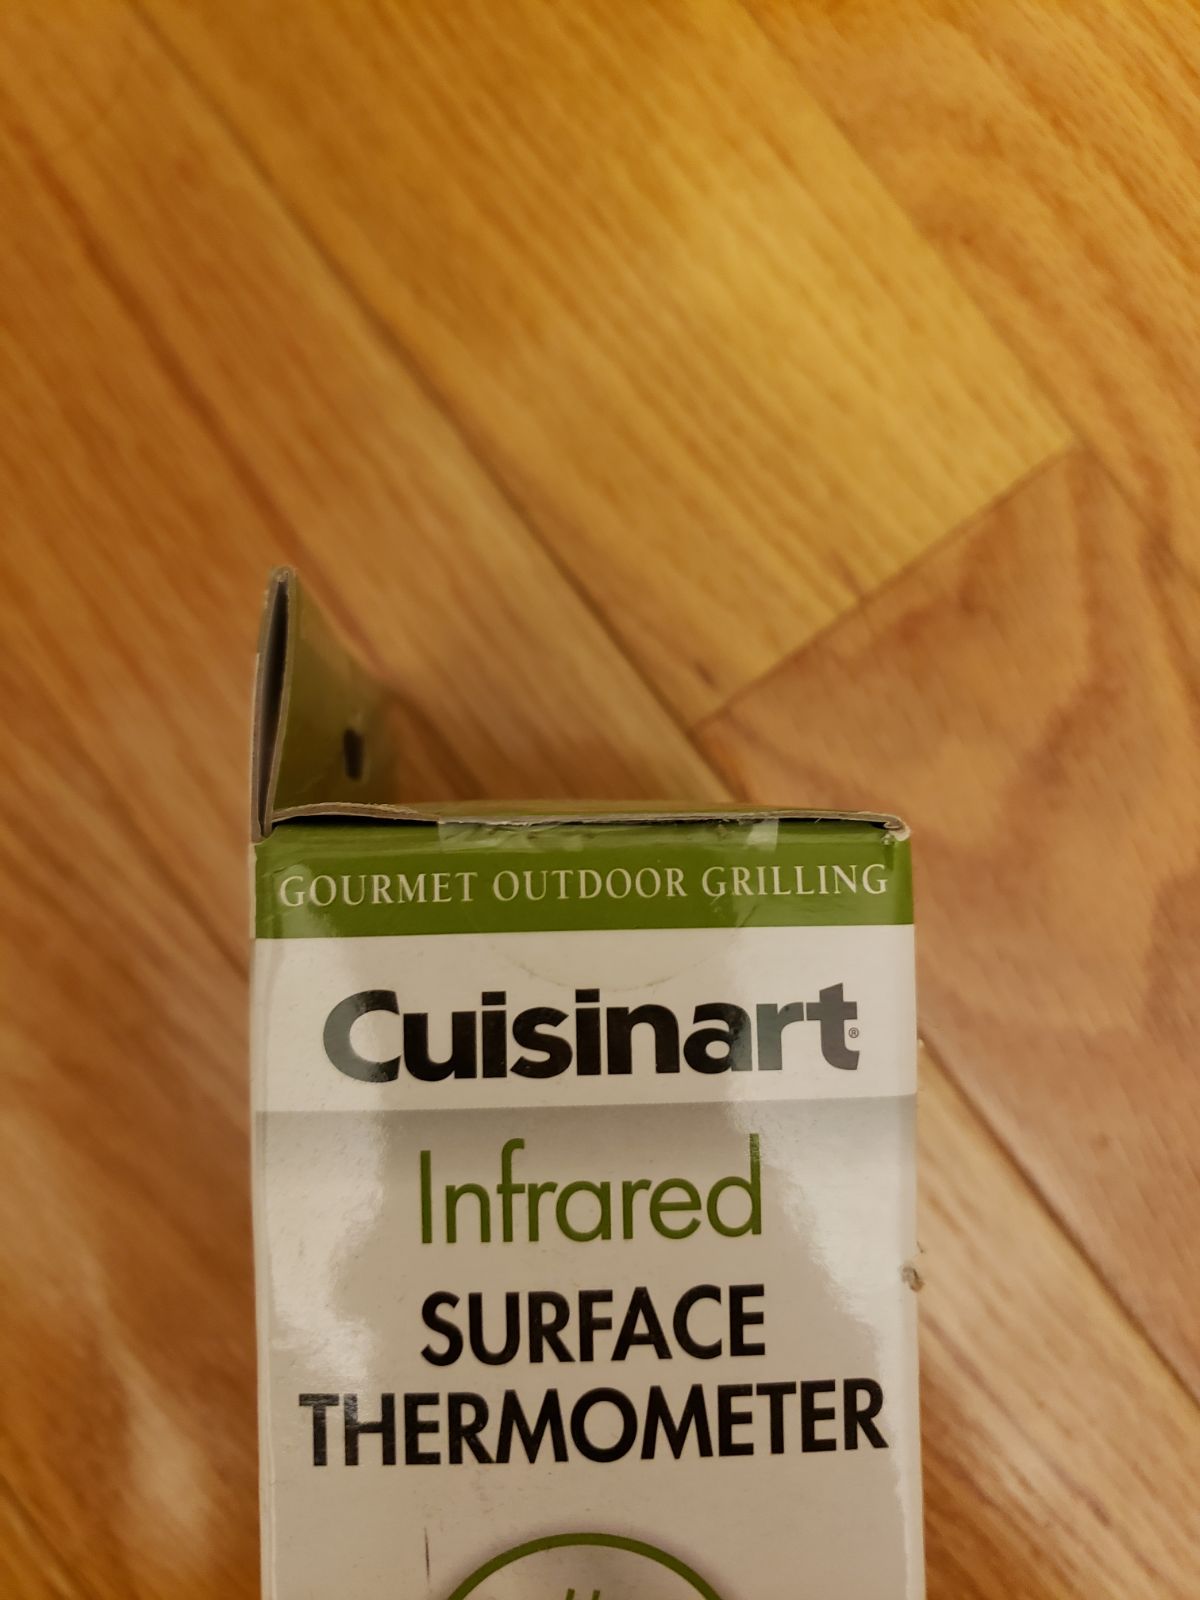 GOURMET OUTDOOR GRILLING
Cuisinart®
Infrared
SURFACE
THERMOMETER